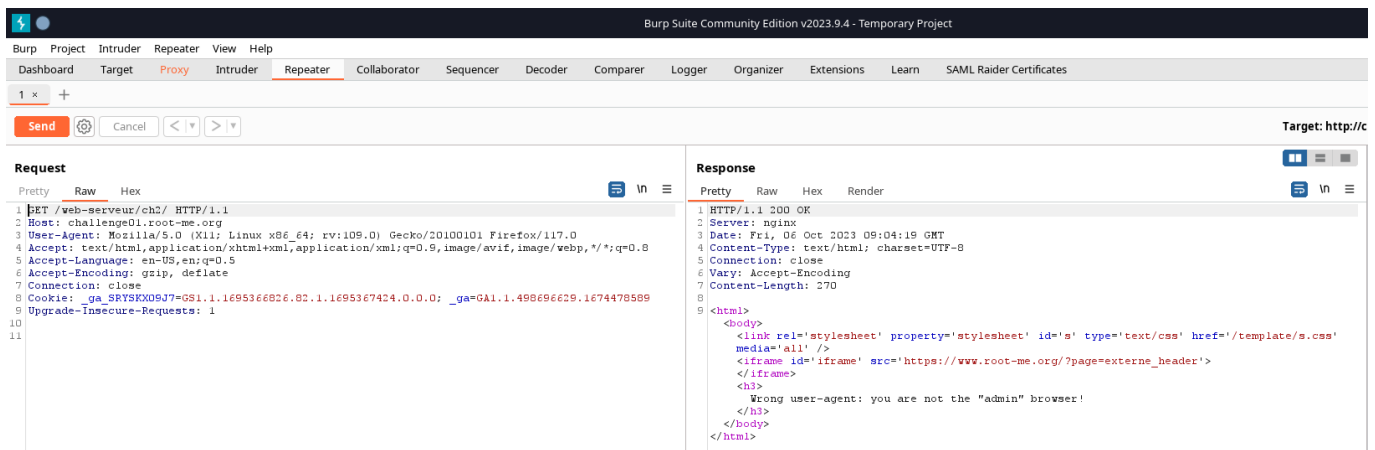 Burp Suite Community Edition v2023.9.4 - Temporary Project
Burp Project Intruder Repeater View Help
Dashboard Target Proxy Intruder Repeater Collaborator Sequencer Decoder Comparer Logger Organizer Extensions Learn SAML Raider Certificates
1 × +
Send Cancel < > Target: http://c
Request
Pretty Raw Hex \n
1 GET /web-serveur/ch2/ HTTP/1.1
2 Host: challenge01.root-me.org
3 User-Agent: Mozilla/5.0 (X11; Linux x86_64; rv:109.0) Gecko/20100101 Firefox/117.0
4 Accept: text/html,application/xhtml+xml,application/xml;q=0.9,image/avif,image/webp,*/*;q=0.8
5 Accept-Language: en-US,en;q=0.5
6 Accept-Encoding: gzip, deflate
7 Connection: close
8 Cookie: _ga_SRYSKX09J7=GS1.1.1695366826.82.1.1695367424.0.0.0; _ga=GA1.1.498696629.1674478589
9 Upgrade-Insecure-Requests: 1
10
11
Response
Pretty Raw Hex Render \n
1 HTTP/1.1 200 OK
2 Server: nginx
3 Date: Fri, 06 Oct 2023 09:04:19 GMT
4 Content-Type: text/html; charset=UTF-8
5 Connection: close
6 Vary: Accept-Encoding
7 Content-Length: 270
8
9 <html>
<body>
<link rel='stylesheet' property='stylesheet' id='s' type='text/css' href='/template/s.css'
media='all' />
<iframe id='iframe' src='https://www.root-me.org/?page=externe_header'>
</iframe>
<h3>
Wrong user-agent: you are not the "admin" browser!
</h3>
</body>
</html>